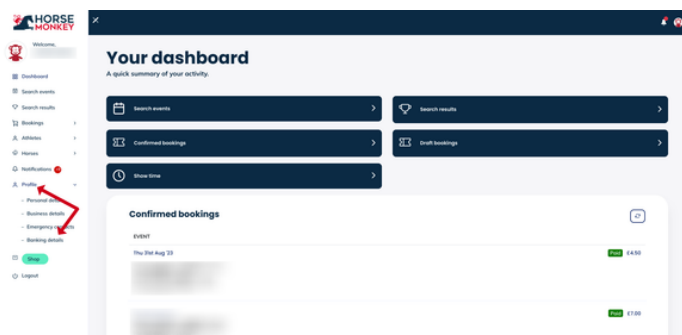 HORSE
MONKEY
Welcome,
Dashboard
Search events
Search results
Bookings
Athletes
Horses
Notifications
Profile
- Personal
- Business details
- Emergency
- Banking details
Shop
Logout
Your dashboard
A quick summary of your activity.
Search events
Search results
Confirmed bookings
Draft bookings
Show time
Confirmed bookings
EVENT
Thu 31st Aug '23
Paid £4.50
Paid £7.00